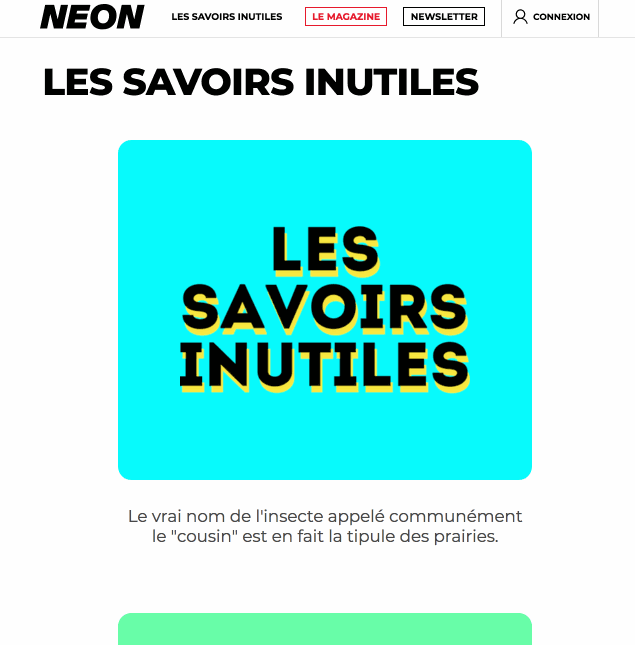 NEON
LES SAVOIRS INUTILES
LE MAGAZINE
NEWSLETTER
CONNEXION
LES SAVOIRS INUTILES
LES
SAVOIRS
INUTILES
Le vrai nom de l'insecte appelé communément
le "cousin" est en fait la tipule des prairies.